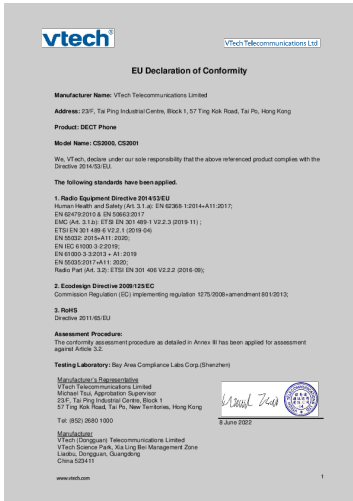 vtech®
VTech Telecommunications Ltd
EU Declaration of Conformity
Manufacturer Name: VTech Telecommunications Limited
Address: 23/F, Tai Ping Industrial Centre, Block 1, 57 Ting Kok Road, Tai Po, Hong Kong
Product: DECT Phone
Model Name: CS2000, CS2001
We, VTech, declare under our sole responsibility that the above referenced product complies with the
Directive 2014/53/EU.
The following standards have been applied.
1. Radio Equipment Directive 2014/53/EU
Human Health and Safety (Art. 3.1.a): EN 62368-1:2014+A11:2017;
EN 62479:2010 & EN 50663:2017
EMC (Art. 3.1.b): ETSI EN 301 489-1 V2.2.3 (2019-11) ;
ETSI EN 301 489-6 V2.2.1 (2019-04)
EN 55032: 2015+A11: 2020;
EN IEC 61000-3-2:2019;
EN 61000-3-3:2013 + A1: 2019
EN 55035:2017+A11: 2020;
Radio Part (Art. 3.2): ETSI EN 301 406 V2.2.2 (2016-09);
2. Ecodesign Directive 2009/125/EC
Commission Regulation (EC) implementing regulation 1275/2008+amendment 801/2013;
3. RoHS
Directive 2011/65/EU
Assessment Procedure:
The conformity assessment procedure as detailed in Annex III has been applied for assessment
against Article 3.2.
Testing Laboratory: Bay Area Compliance Labs Corp.(Shenzhen)
Manufacturer's Representative
VTech Telecommunications Limited
Michael Tsui, Approbation Supervisor
23/F, Tai Ping Industrial Centre, Block 1
57 Ting Kok Road, Tai Po, New Territories, Hong Kong
Tel: (852) 2680 1000
8 June 2022
Manufacturer
VTech (Dongguan) Telecommunications Limited
VTech Science Park, Xia Ling Bei Management Zone
Liaobu, Dongguan, Guangdong
China 523411
www.vtech.com
1